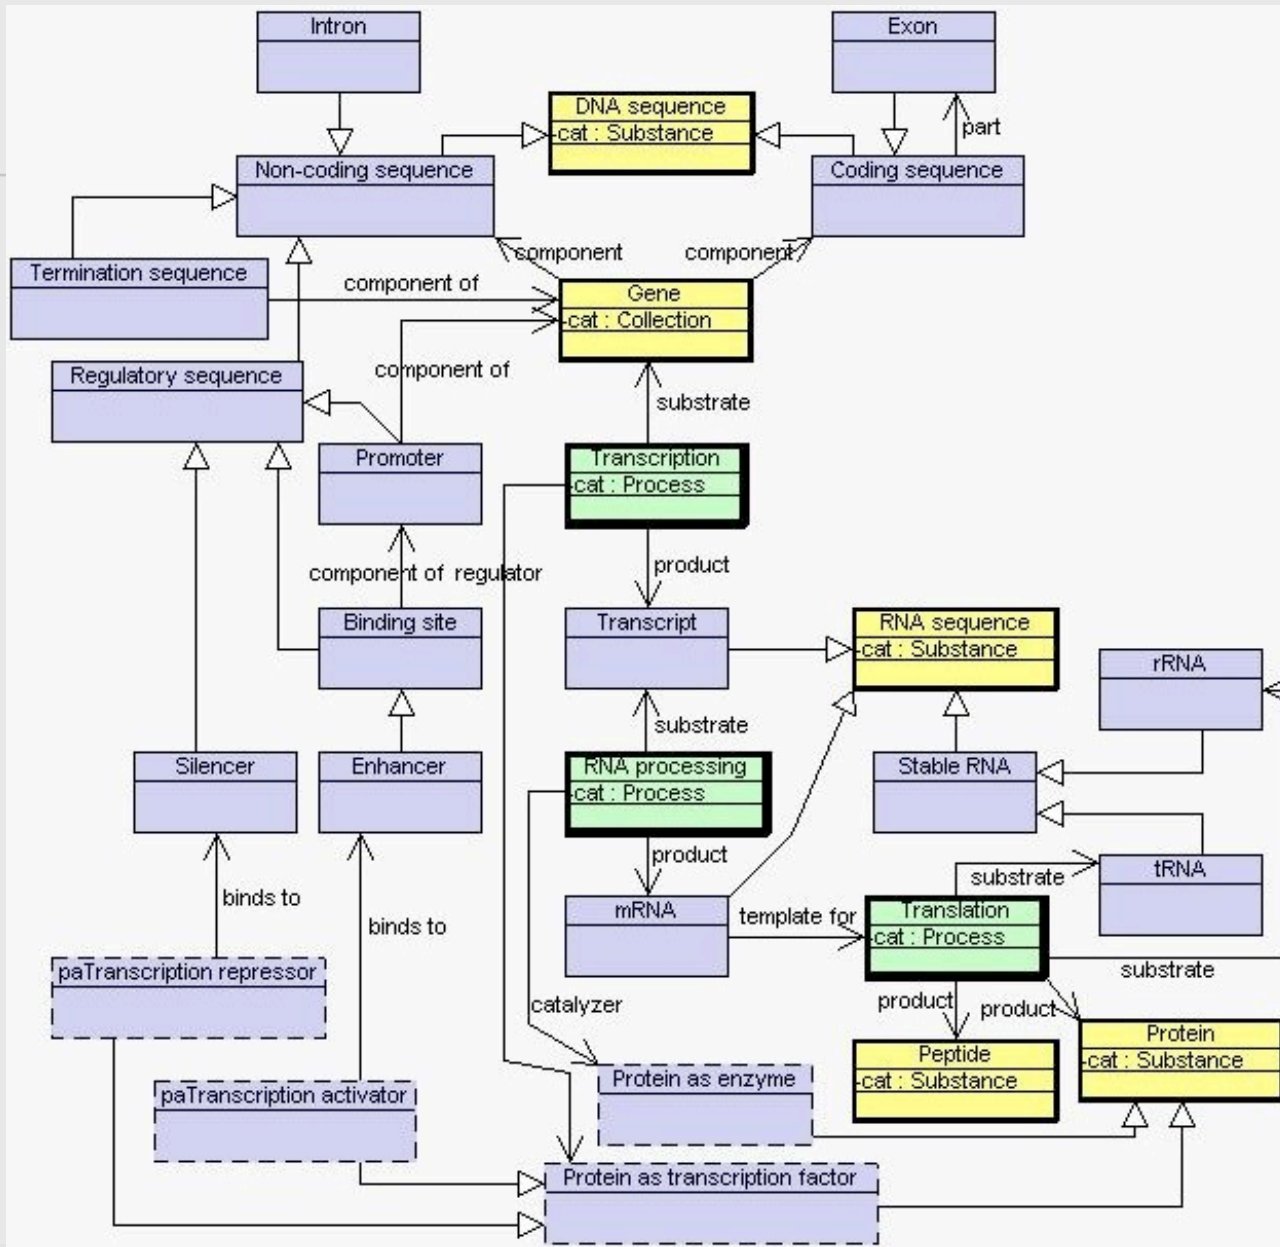 Intron
Exon
DNA sequence
-cat : Substance
part
Non-coding sequence
Coding sequence
component
component
Termination sequence
component of
Gene
-cat : Collection
Regulatory sequence
component of
substrate
Promoter
Transcription
-cat : Process
product
component of regulator
Binding site
Transcript
RNA sequence
-cat : Substance
rRNA
substrate
Silencer
Enhancer
RNA processing
-cat : Process
Stable RNA
product
substrate
tRNA
binds to
mRNA
template for
Translation
-cat : Process
binds to
paTranscription repressor
substrate
catalyzer
product
product
Protein
-cat : Substance
Peptide
-cat : Substance
Protein as enzyme
paTranscription activator
Protein as transcription factor